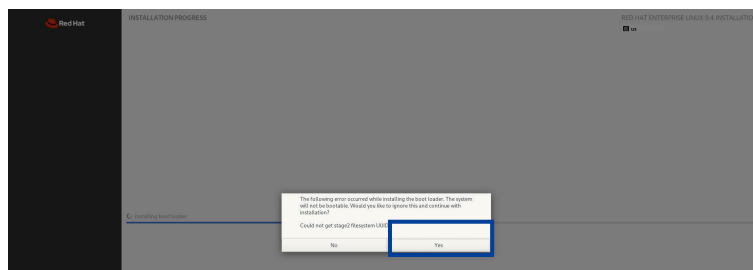 Red Hat
INSTALLATION PROGRESS
RED HAT ENTERPRISE LINUX 9.4 INSTALLATIO
us
Installing boot loader
The following error occurred while installing the boot loader. The system
will not be bootable. Would you like to ignore this and continue with
installation?
Could not get stage2 filesystem UUID
No
Yes